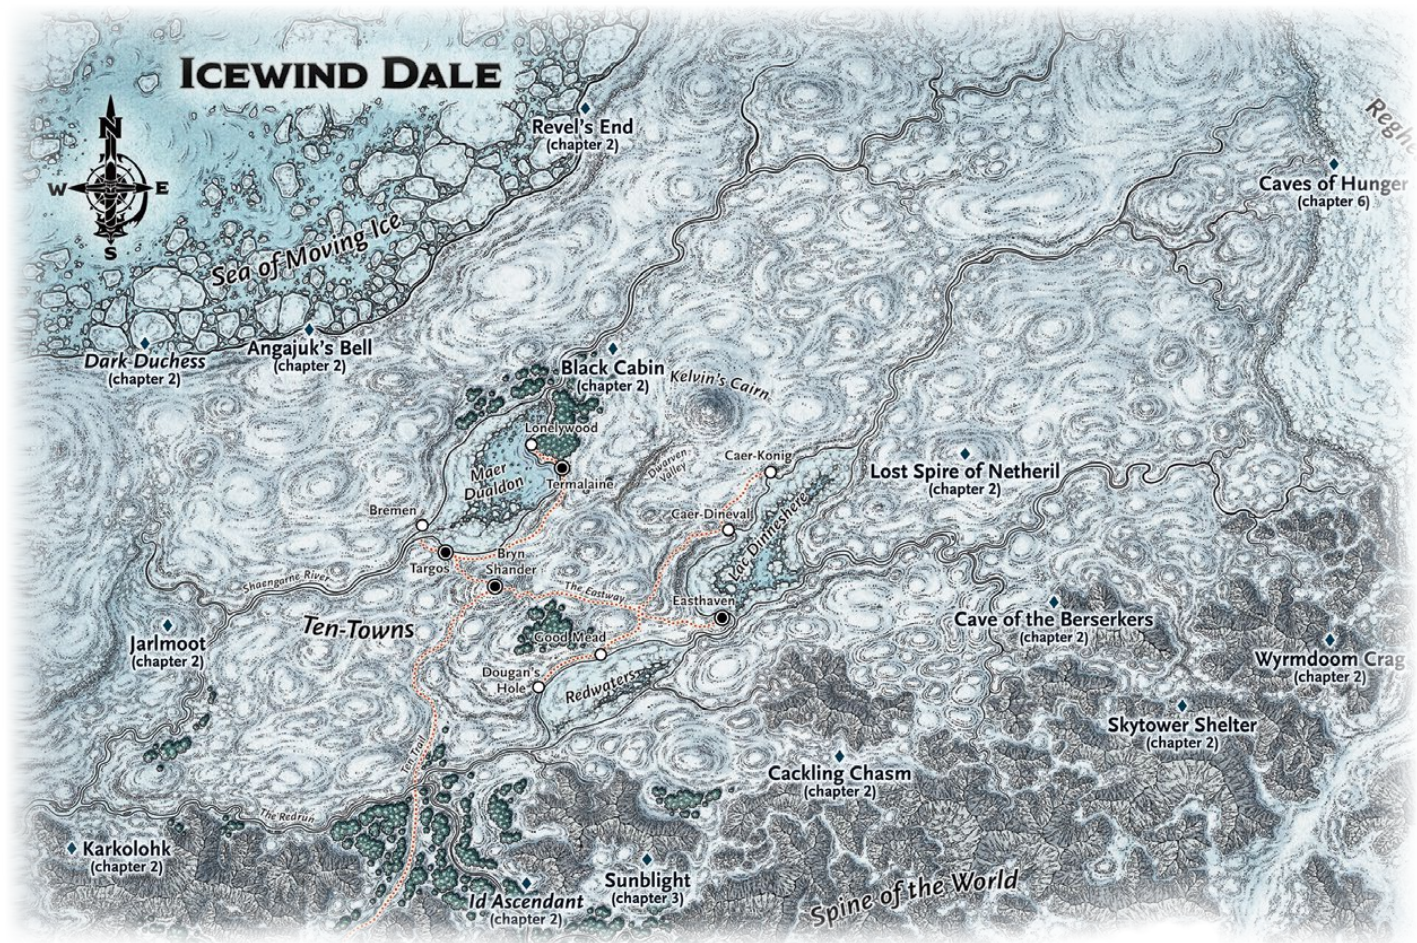 ICEWIND DALE
N
W
E
S
Revel's End
(chapter 2)
Caves of Hunger
(chapter 6)
Sea of Moving Ice
Dark Duchess
(chapter 2)
Angajuk's Bell
(chapter 2)
Black Cabin
(chapter 2)
Kelvin's Cairn
Lonelywood
Maer
Dualdon
Termalaine
Dwarven
Valley
Caer-Konig
Lost Spire of Netheril
(chapter 2)
Bremen
Caer-Dineval
Lac Dinneshere
Targos
Bryn
Shander
Shaengarne River
The Eastway
Easthaven
Ten-Towns
Jarlmoot
(chapter 2)
Good Mead
Dougan's
Hole
Redwaters
Cave of the Berserkers
(chapter 2)
Wyrmdoom Crag
(chapter 2)
Skytower Shelter
(chapter 2)
Cackling Chasm
(chapter 2)
The Redrun
Karkolohk
(chapter 2)
Id Ascendant
(chapter 2)
Sunblight
(chapter 3)
Spine of the World